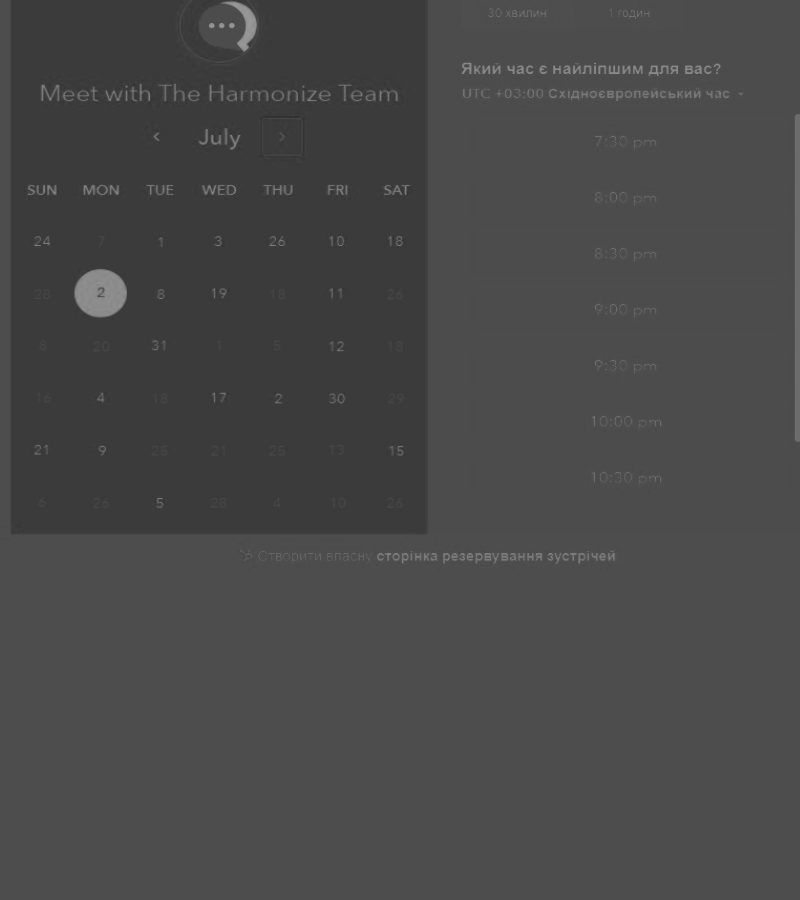 30 хвилин 1 годин
Meet with The Harmonize Team
July
SUN MON TUE WED THU FRI SAT
24 7 1 3 26 10 18
28 2 8 19 18 11 26
8 20 31 1 5 12 18
16 4 18 17 2 30 29
21 9 25 21 25 13 15
6 26 5 28 4 10 26
Який час є найліпшим для вас?
UTC +03:00 Східноєвропейський час
7:30 pm
8:00 pm
8:30 pm
9:00 pm
9:30 pm
10:00 pm
10:30 pm
Створити власну сторінка резервування зустрічей